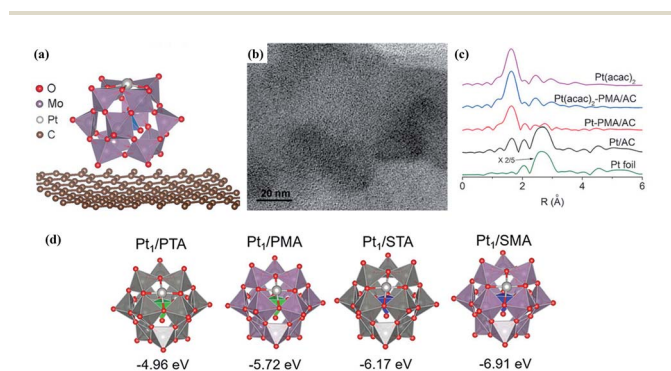 (a)
O
Mo
Pt
C
(b)
20 nm
(c)
Pt(acac)₂
Pt(acac)₂-PMA/AC
Pt-PMA/AC
Pt/AC
X 2/5
Pt foil
0 1 2 3 4 5 6
R (Å)
(d)
Pt₁/PTA Pt₁/PMA Pt₁/STA Pt₁/SMA
-4.96 eV -5.72 eV -6.17 eV -6.91 eV